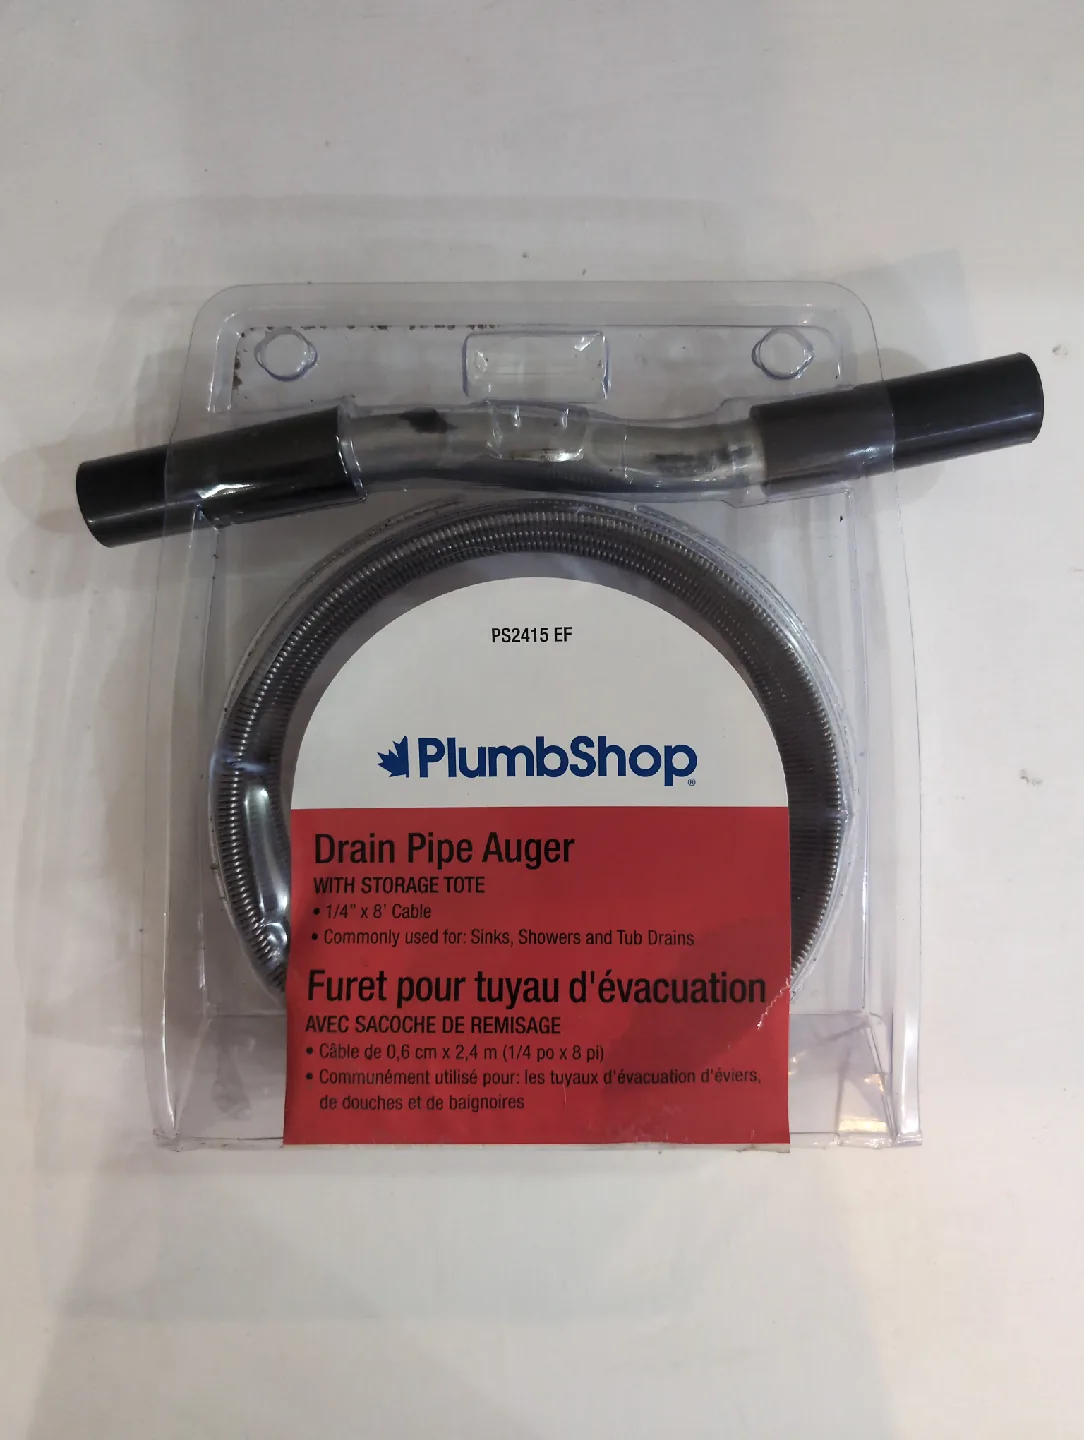 PS2415 EF
PlumbShop®
Drain Pipe Auger
WITH STORAGE TOTE
• 1/4" x 8' Cable
• Commonly used for: Sinks, Showers and Tub Drains
Furet pour tuyau d'évacuation
AVEC SACOCHE DE REMISAGE
• Câble de 0,6 cm x 2,4 m (1/4 po x 8 pi)
• Communément utilisé pour: les tuyaux d'évacuation d'éviers,
de douches et de baignoires